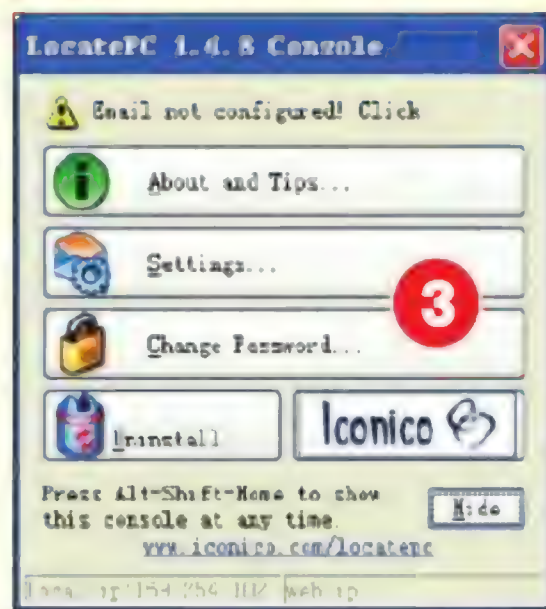 LocatePC 1.4.8 Console
Email not configured! Click
About and Tips...
Settings...
3
Change Password...
Uninstall
Iconico
Press Alt-Shift-Home to show
this console at any time.
Hide
www.iconico.com/locatepc
web ip